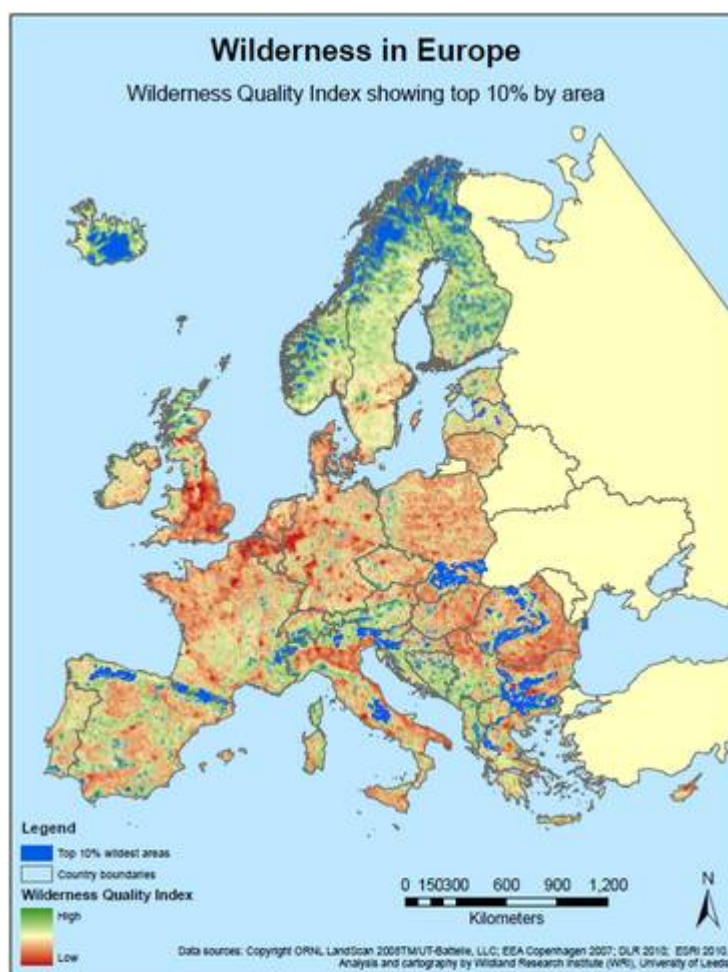 Wilderness in Europe
Wilderness Quality Index showing top 10% by area
Legend
Top 10% wildest areas
Country boundaries
Wilderness Quality Index
High
Low
0 150300 600 900 1,200
Kilometers
N
Data sources: Copyright ORNL LandScan 2008TM/UT-Battelle, LLC; EEA Copenhagen 2007; DLR 2010; ESRI 2010.
Analysis and cartography by Wildland Research Institute (WRi), University of Leeds